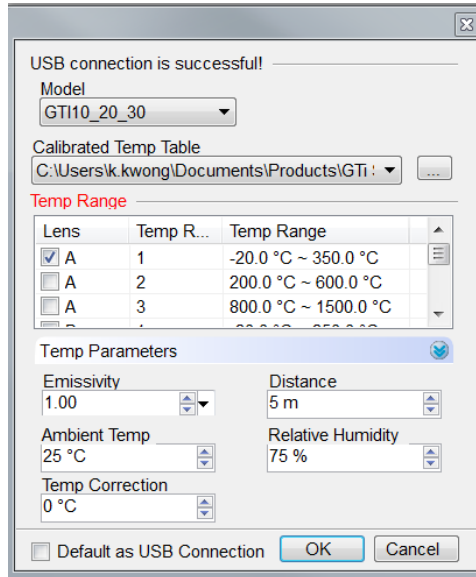 USB connection is successful!
Model
GTI10_20_30
Calibrated Temp Table
C:\Users\k.kwong\Documents\Products\GTi
...
Temp Range
Lens Temp R... Temp Range
A 1 -20.0 °C ~ 350.0 °C
A 2 200.0 °C ~ 600.0 °C
A 3 800.0 °C ~ 1500.0 °C
Temp Parameters
Emissivity Distance
1.00 5 m
Ambient Temp Relative Humidity
25 °C 75 %
Temp Correction
0 °C
Default as USB Connection OK Cancel